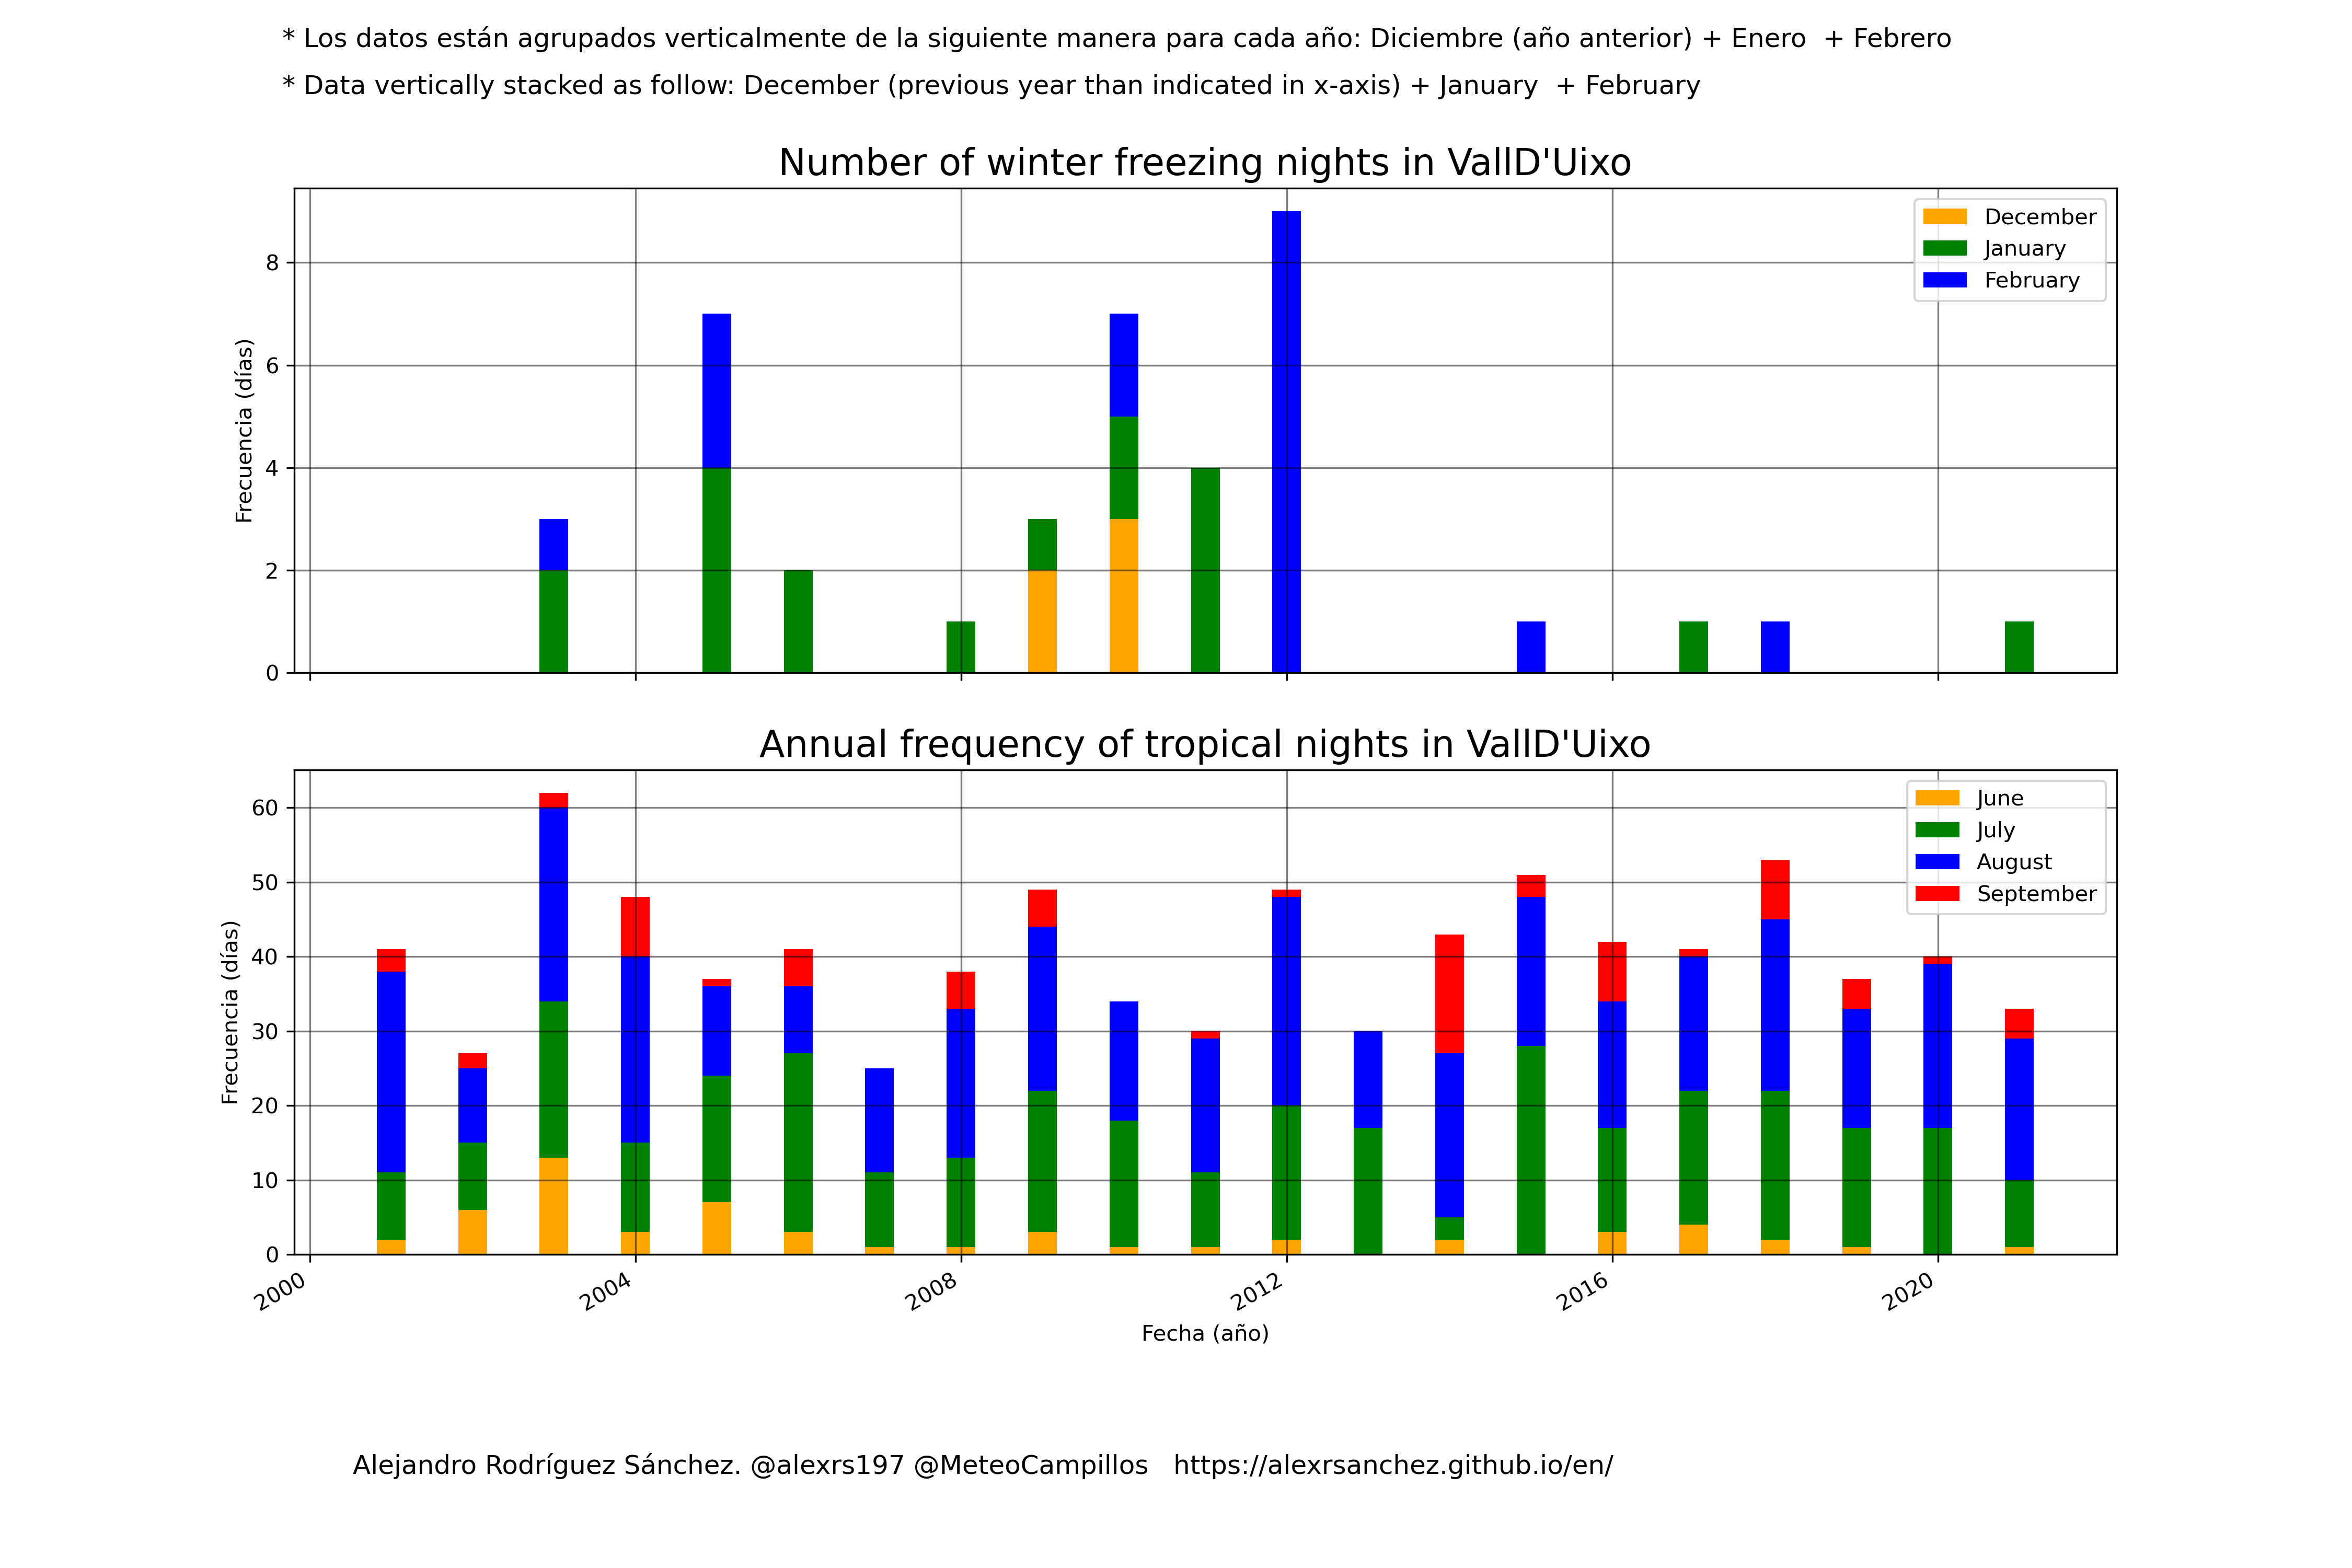 * Los datos están agrupados verticalmente de la siguiente manera para cada año: Diciembre (año anterior) + Enero  + Febrero
* Data vertically stacked as follow: December (previous year than indicated in x-axis) + January  + February
Number of winter freezing nights in VallD'Uixo
Frecuencia (días)
8
6
4
2
0
December
January
February
Annual frequency of tropical nights in VallD'Uixo
Frecuencia (días)
60
50
40
30
20
10
0
June
July
August
September
2000
2004
2008
2012
2016
2020
Fecha (año)
Alejandro Rodríguez Sánchez. @alexrs197 @MeteoCampillos   https://alexrsanchez.github.io/en/